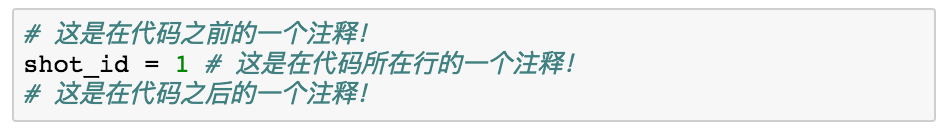 # 这是在代码之前的一个注释!
shot_id = 1 # 这是在代码所在行的一个注释!
# 这是在代码之后的一个注释!